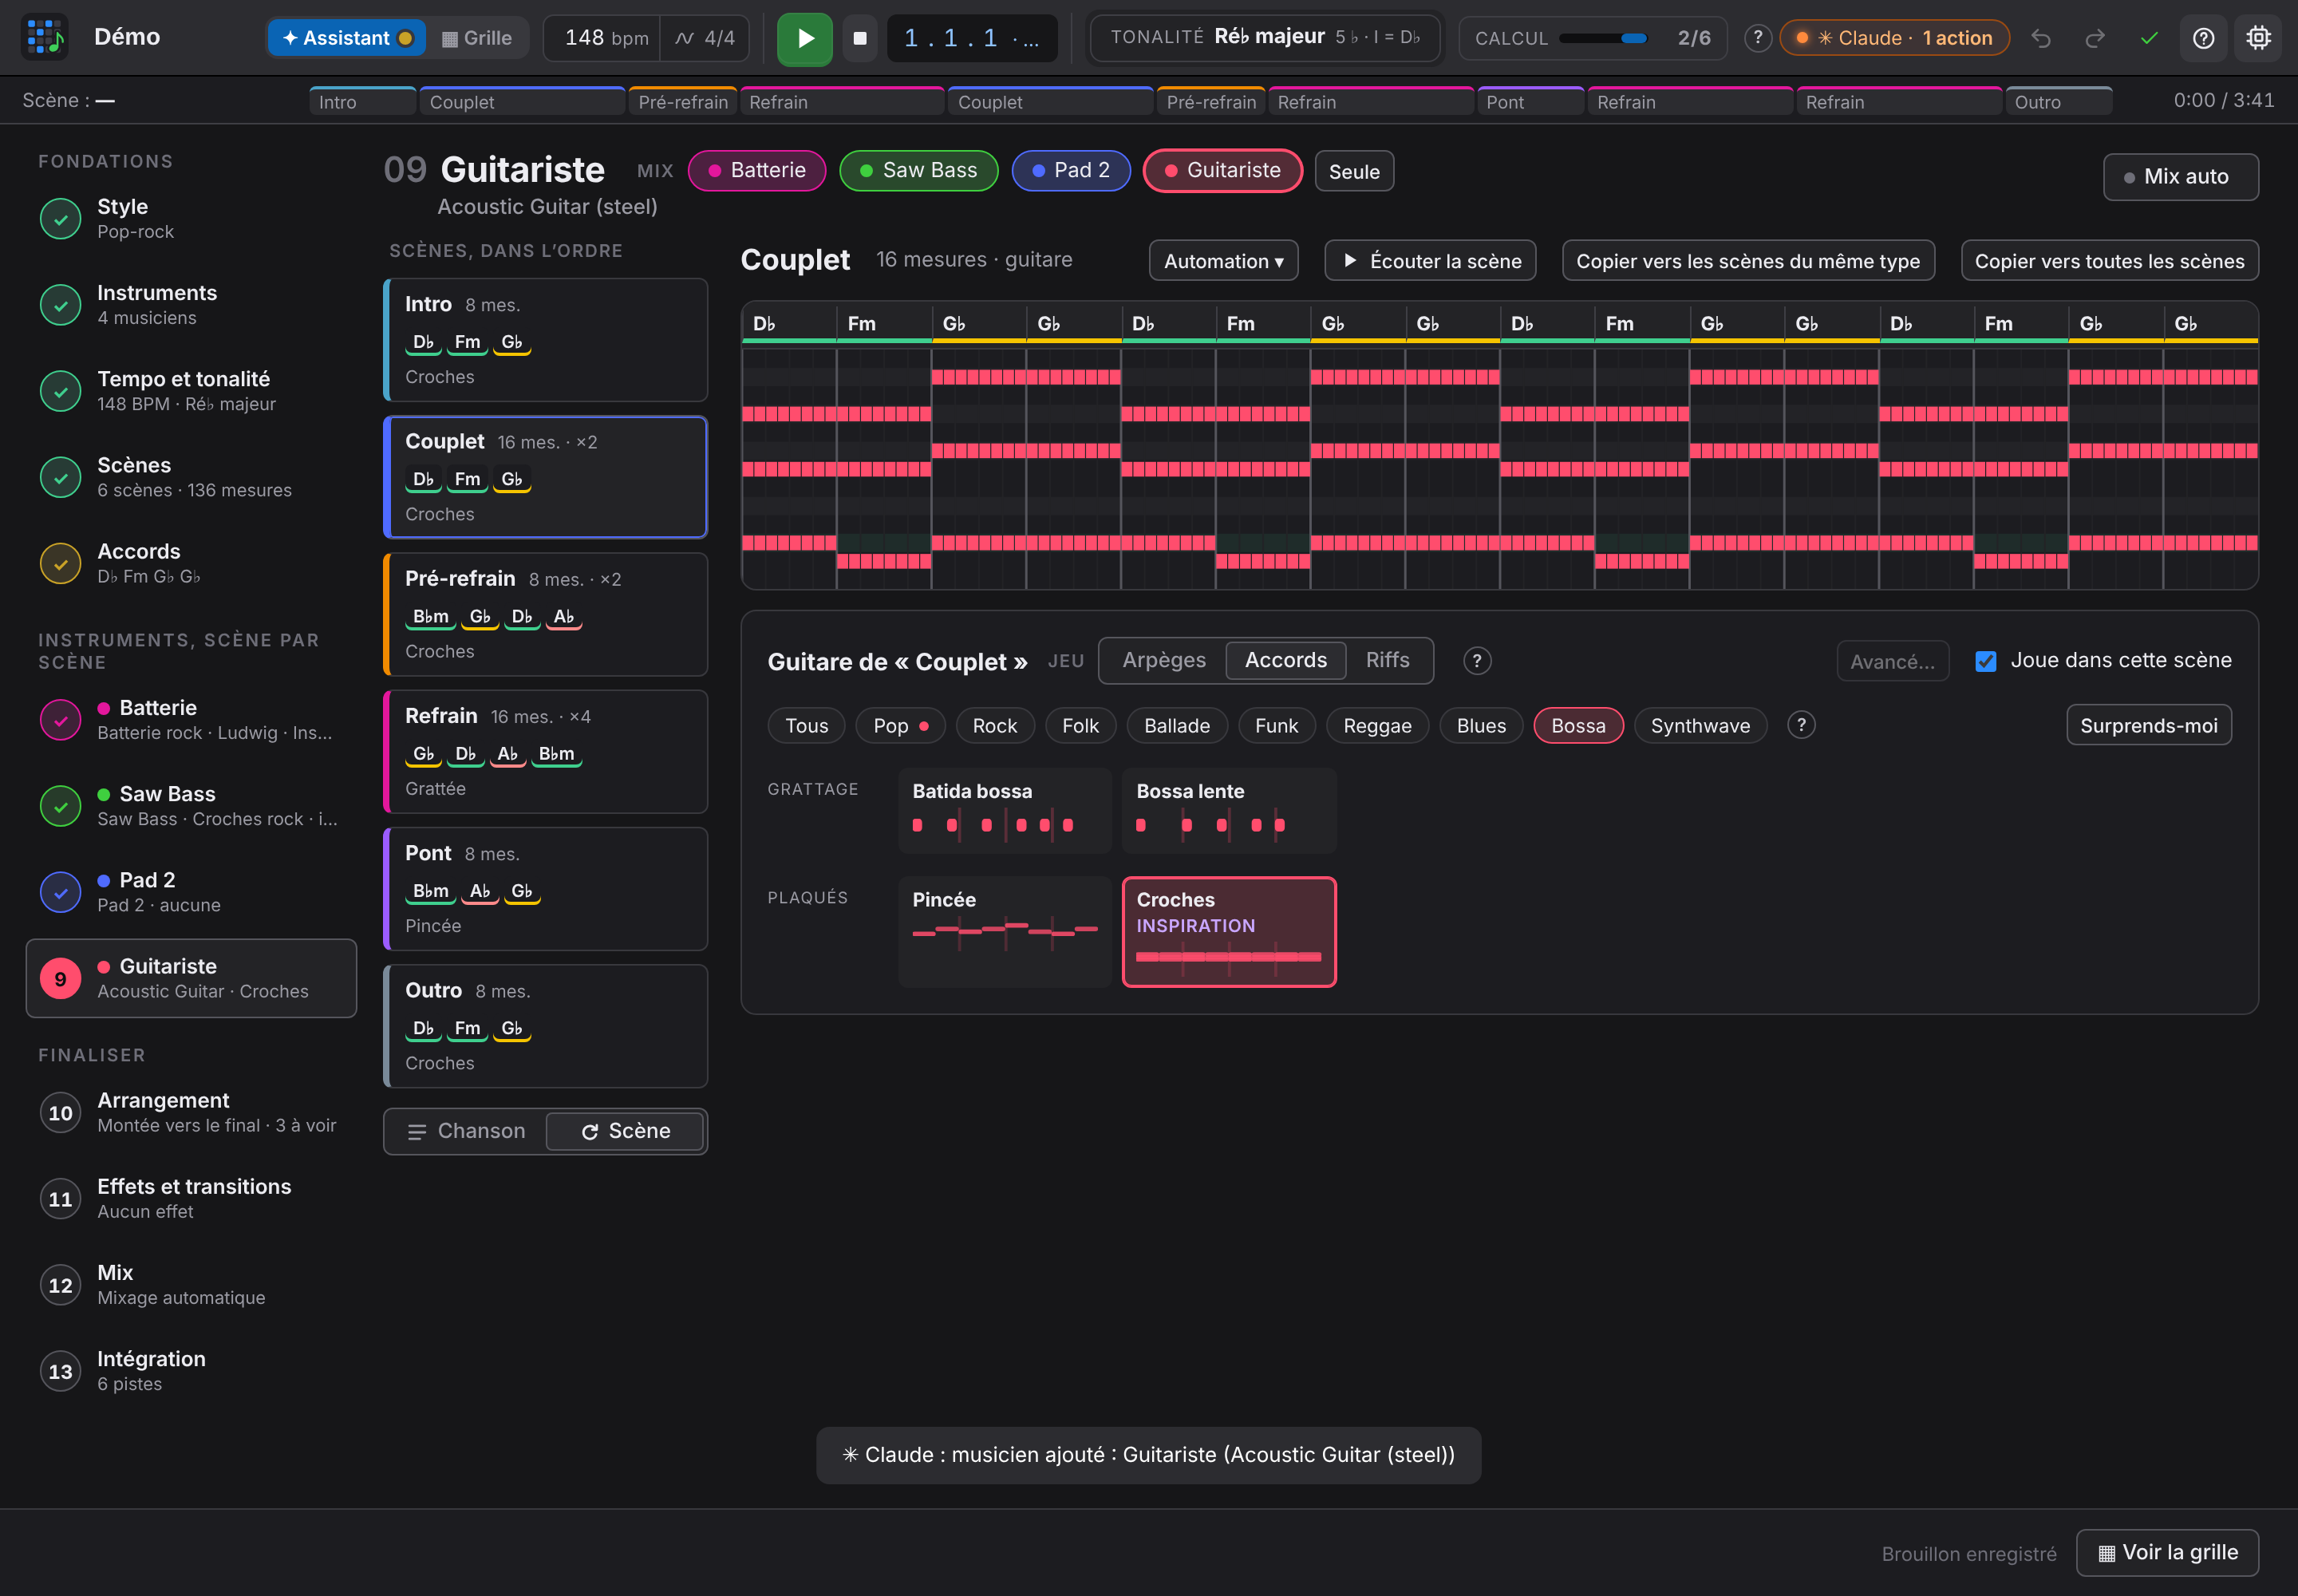 Démo
✦ Assistant
▦ Grille
148 bpm
4/4
1 . 1 . 1 · ...
TONALITÉ Ré♭ majeur 5 ♭ · I = D♭
CALCUL 2/6
?
✳ Claude · 1 action
Scène : —
Intro
Couplet
Pré-refrain
Refrain
Couplet
Pré-refrain
Refrain
Pont
Refrain
Refrain
Outro
0:00 / 3:41
FONDATIONS
Style
Pop-rock
Instruments
4 musiciens
Tempo et tonalité
148 BPM · Ré♭ majeur
Scènes
6 scènes · 136 mesures
Accords
D♭ Fm G♭ G♭
INSTRUMENTS, SCÈNE PAR
SCÈNE
Batterie
Batterie rock · Ludwig · Ins...
Saw Bass
Saw Bass · Croches rock · i...
Pad 2
Pad 2 · aucune
9 Guitariste
Acoustic Guitar · Croches
FINALISER
10 Arrangement
Montée vers le final · 3 à voir
11 Effets et transitions
Aucun effet
12 Mix
Mixage automatique
13 Intégration
6 pistes
09 Guitariste
Acoustic Guitar (steel)
MIX
Batterie
Saw Bass
Pad 2
Guitariste
Seule
Mix auto
SCÈNES, DANS L’ORDRE
Intro 8 mes.
D♭ Fm G♭
Croches
Couplet 16 mes. · ×2
D♭ Fm G♭
Croches
Pré-refrain 8 mes. · ×2
B♭m G♭ D♭ A♭
Croches
Refrain 16 mes. · ×4
G♭ D♭ A♭ B♭m
Grattée
Pont 8 mes.
B♭m A♭ G♭
Pincée
Outro 8 mes.
D♭ Fm G♭
Croches
Chanson
Scène
Couplet 16 mesures · guitare
Automation ▾
Écouter la scène
Copier vers les scènes du même type
Copier vers toutes les scènes
D♭ Fm G♭ G♭ D♭ Fm G♭ G♭ D♭ Fm G♭ G♭ D♭ Fm G♭ G♭
Guitare de « Couplet »
JEU
Arpèges
Accords
Riffs
?
Avancé...
Joue dans cette scène
Tous
Pop
Rock
Folk
Ballade
Funk
Reggae
Blues
Bossa
Synthwave
?
Surprends-moi
GRATTAGE
Batida bossa
Bossa lente
PLAQUÉS
Pincée
Croches
INSPIRATION
✳ Claude : musicien ajouté : Guitariste (Acoustic Guitar (steel))
Brouillon enregistré
▦ Voir la grille